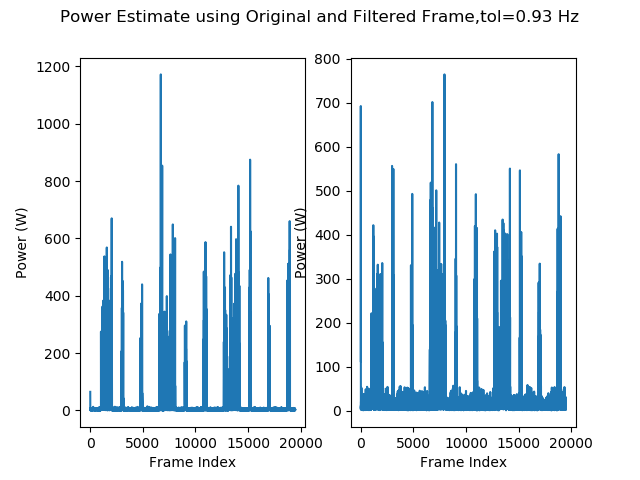 Power Estimate using Original and Filtered Frame,tol=0.93 Hz
Power (W)
1200
1000
800
600
400
200
0
0 5000 10000 15000 20000
Frame Index
Power (W)
800
700
600
500
400
300
200
100
0
0 5000 10000 15000 20000
Frame Index